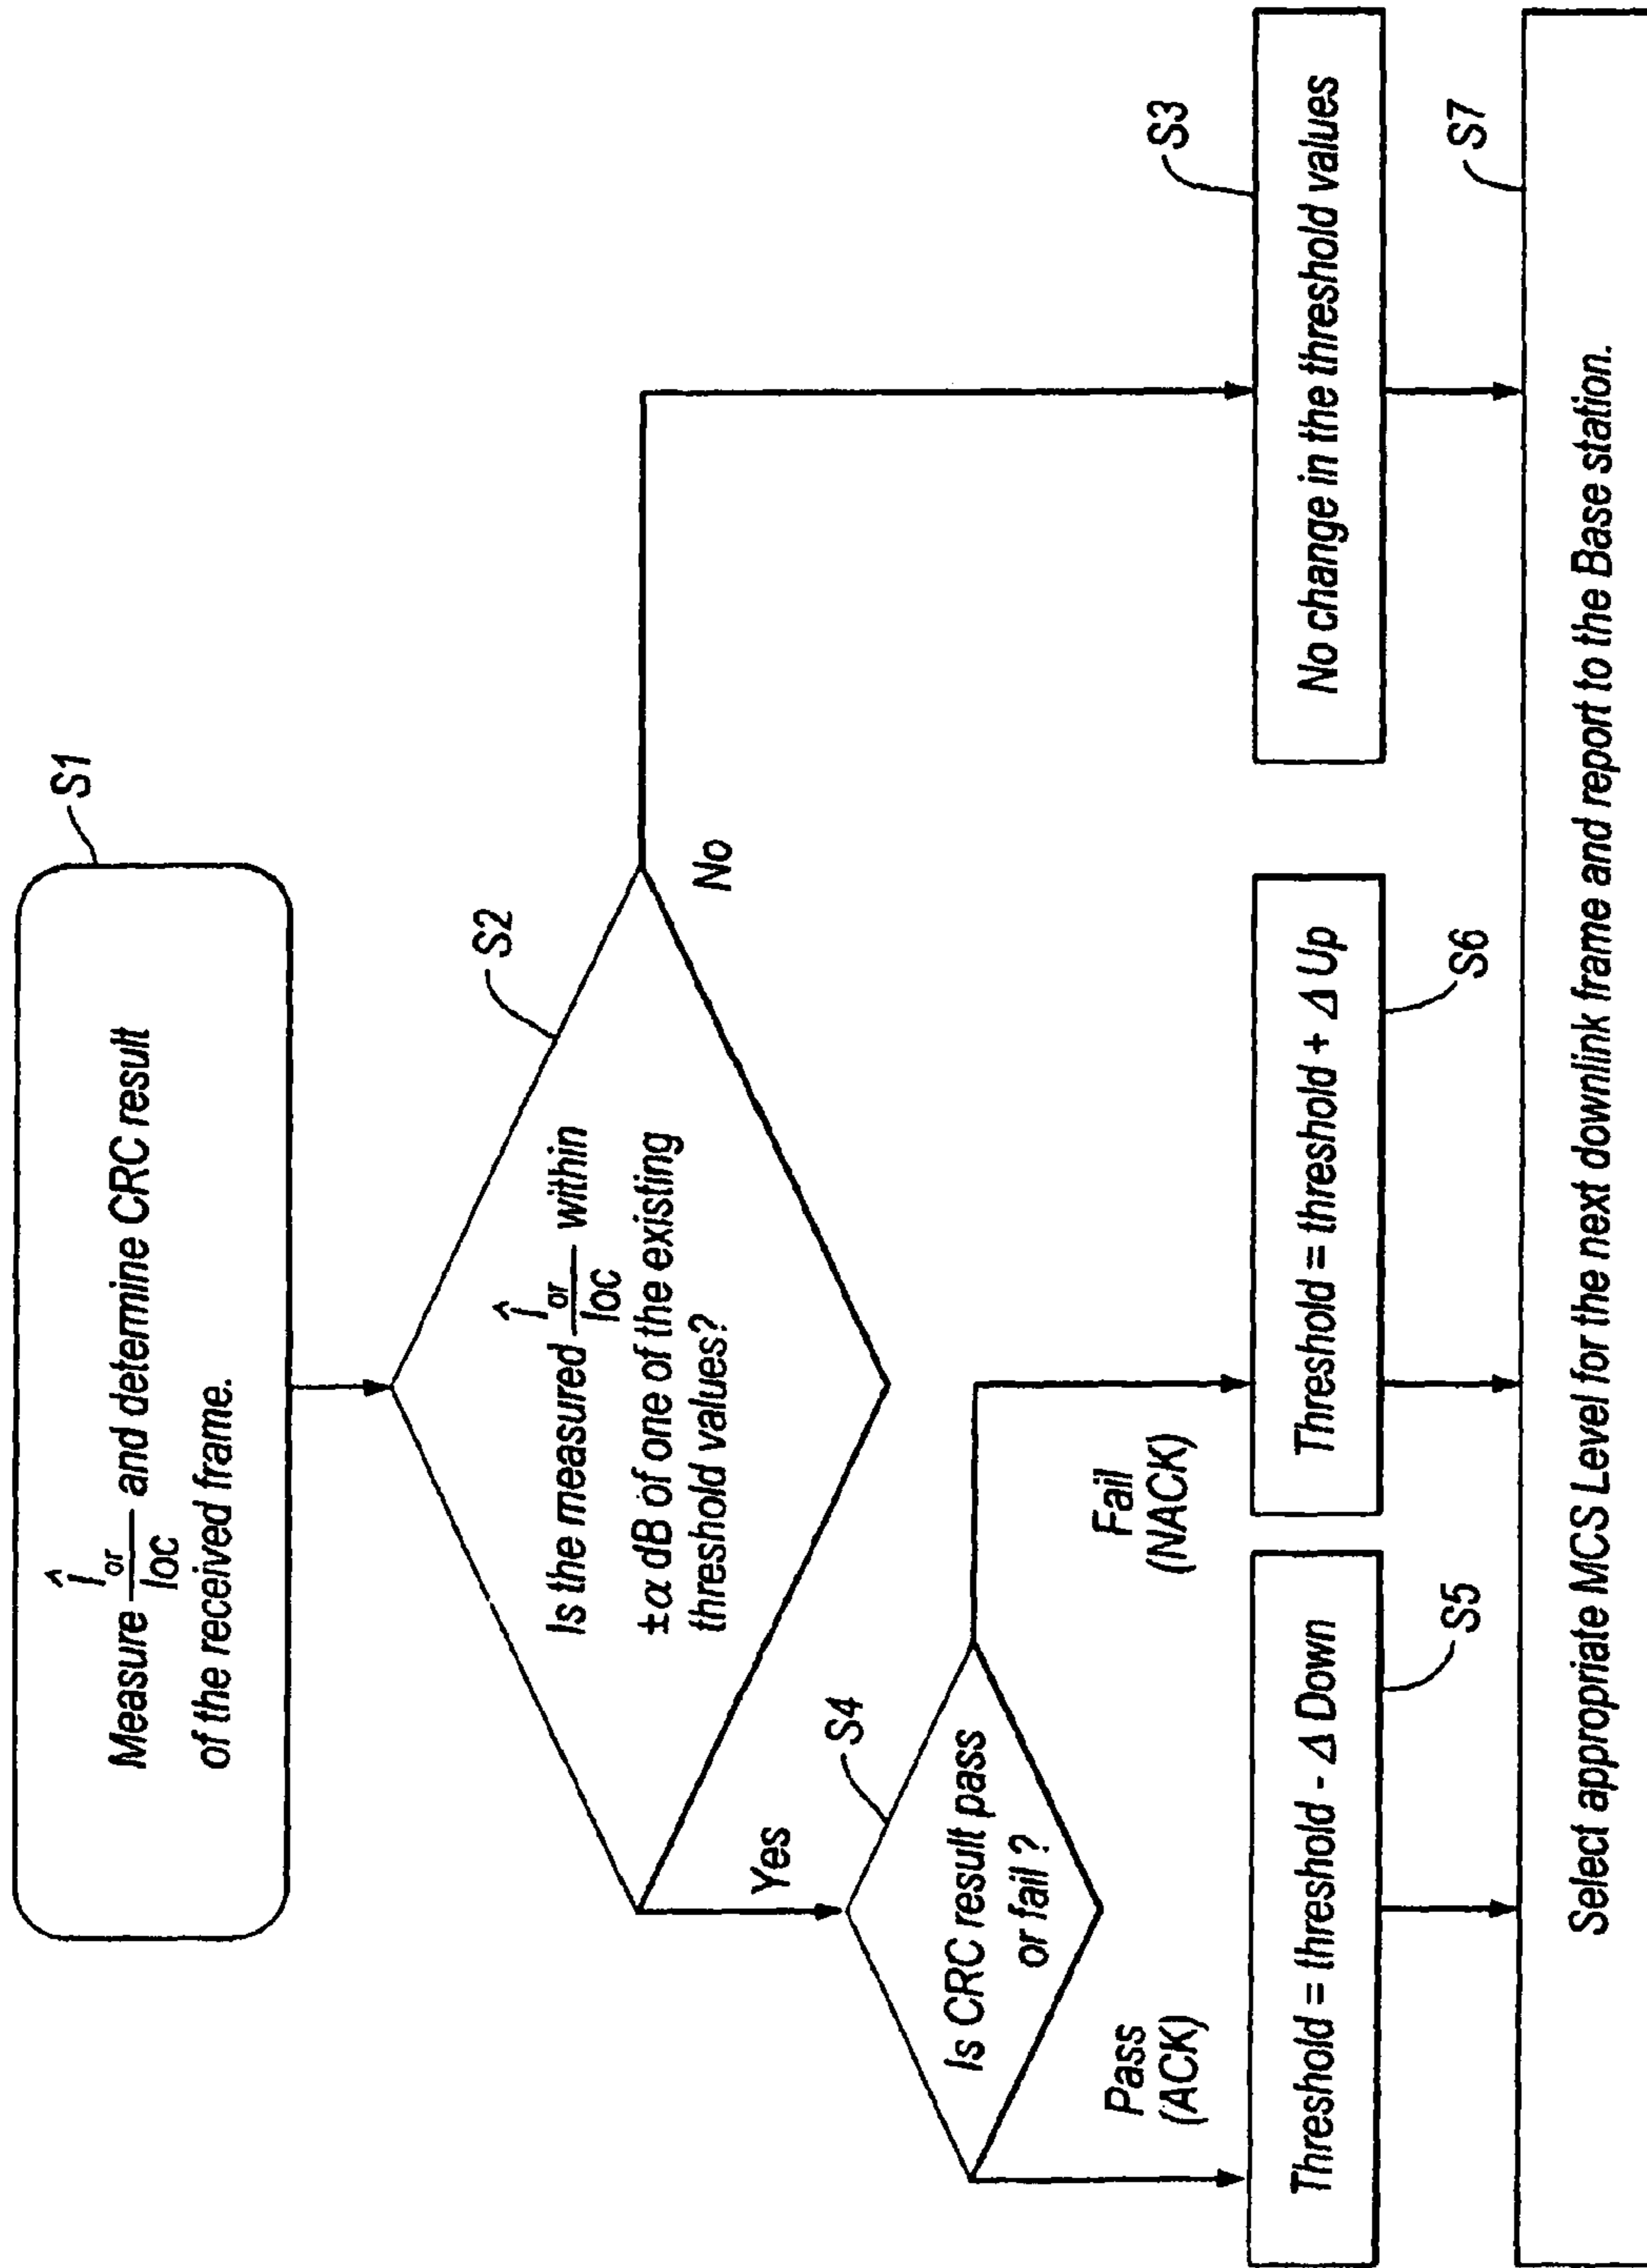 S1
Measure Îor/Ioc and determine CRC result
of the received frame.
S2
Is the measured Îor/Ioc within
±α dB of one of the existing
threshold values?
No
Yes
S4
Is CRC result pass
or fail ?
Pass
(ACK)
Fail
(NACK)
S3
Threshold = threshold - Δ Down
Threshold = threshold + Δ Up
No change in the threshold values
S5
S6
S7
Select appropriate MCS Level for the next downlink frame and report to the Base station.